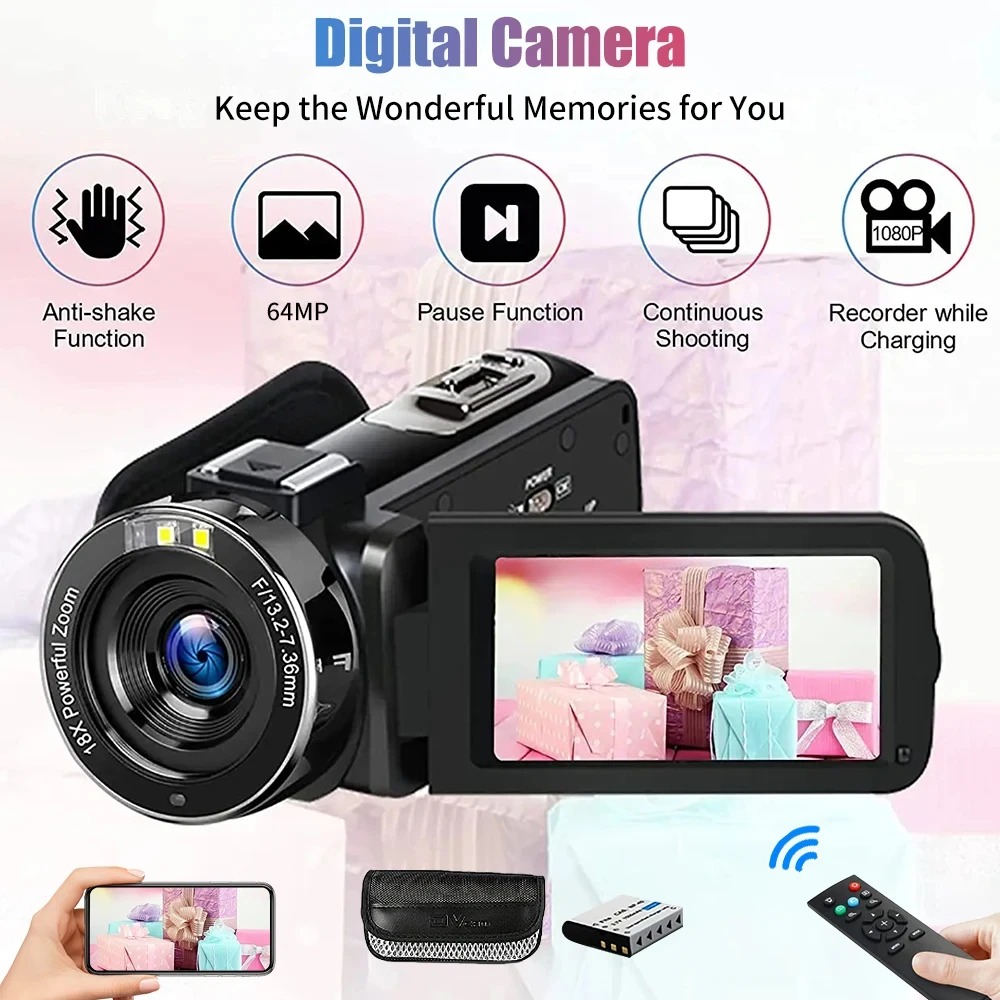 Digital Camera
Keep the Wonderful Memories for You
1080P
Anti-shake
Function
64MP
Pause Function
Continuous
Shooting
Recorder while
Charging
POWER
OK
18X Powerful Zoom
F/13.2-7.36mm